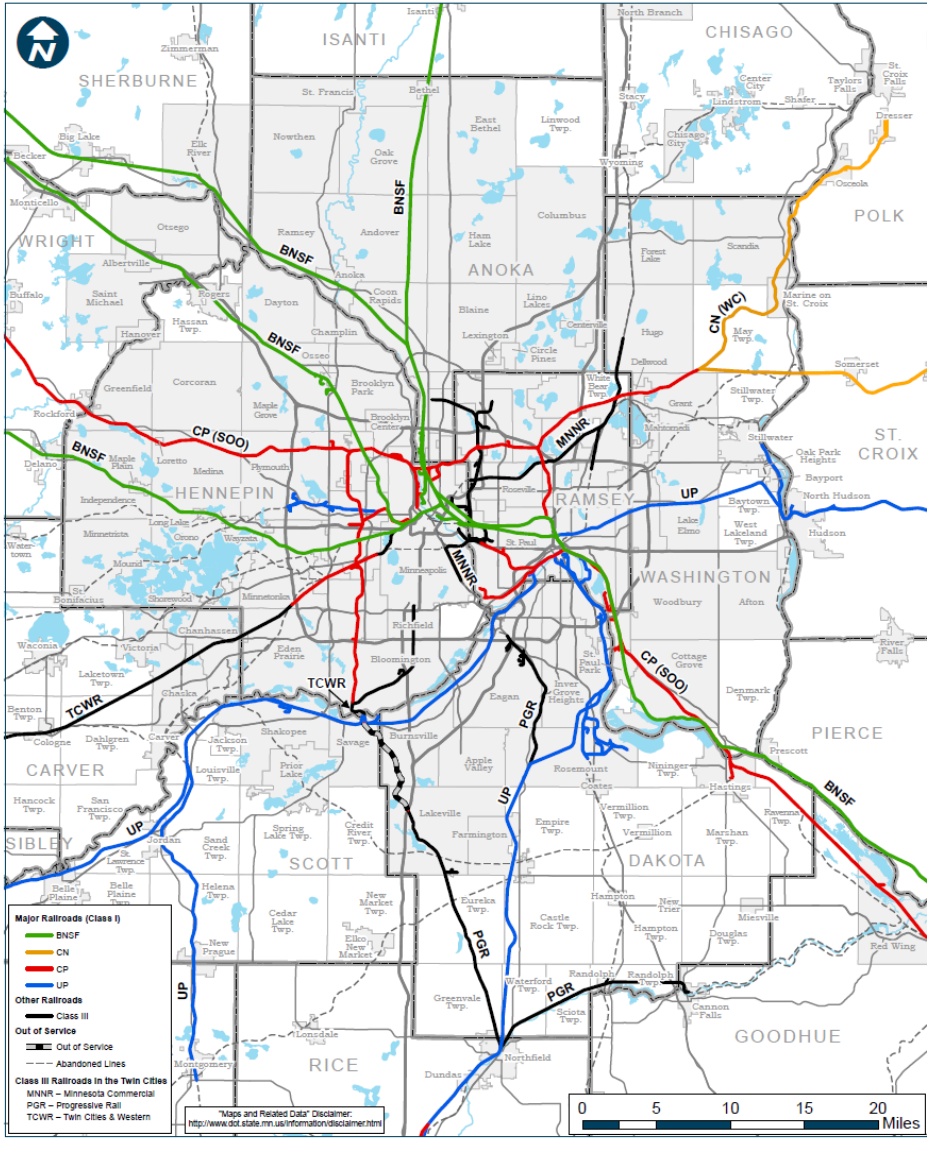 N
Isanti
North Branch
ISANTI
CHISAGO
Zimmerman
SHERBURNE
St. Francis
Bethel
Stacy
Center
City
Lindstrom
Shafer
Taylors
Falls
St.
Croix
Falls
Dresser
Nowthen
East
Bethel
Linwood
Twp.
Chisago
City
Big Lake
Elk
River
Oak
Grove
Becker
Wyoming
Osceola
Monticello
BNSF
POLK
Otsego
Ramsey
Andover
Ham
Lake
Columbus
WRIGHT
Albertville
BNSF
ANOKA
Forest
Lake
Scandia
Anoka
Buffalo
Saint
Michael
Rogers
Dayton
Coon
Rapids
Lino
Lakes
Marine on
St. Croix
Hassan
Twp.
Blaine
Centerville
CN (WC)
Hanover
BNSF
Champlin
Lexington
Hugo
May
Twp.
Osseo
Circle
Pines
Dellwood
Somerset
Greenfield
Corcoran
Brooklyn
Park
White
Bear
Twp.
Grant
Stillwater
Twp.
Rockford
Maple
Grove
Brooklyn
Center
Mahtomedi
CP (SOO)
MNNR
Stillwater
ST.
CROIX
BNSF
Delano
Maple
Plain
Loretto
Medina
Plymouth
Oak Park
Heights
Bayport
Independence
HENNEPIN
Roseville
RAMSEY
UP
Baytown
Twp.
North Hudson
Minnetrista
Long Lake
Orono
Wayzata
Lake
Elmo
West
Lakeland
Twp.
Hudson
Water-
town
St. Paul
Mound
MNNR
Minneapolis
WASHINGTON
St.
Bonifacius
Shorewood
Minnetonka
Woodbury
Afton
Chanhassen
Richfield
Waconia
Victoria
Eden
Prairie
Bloomington
St.
Paul
Park
Cottage
Grove
River
Falls
Laketown
Twp.
TCWR
CP (SOO)
TCWR
Chaska
Inver
Grove
Heights
Eagan
Denmark
Twp.
Benton
Twp.
PGR
Cologne
Dahlgren
Twp.
Carver
Jackson
Twp.
Shakopee
Savage
Burnsville
PIERCE
Prescott
CARVER
Louisville
Twp.
Prior
Lake
Apple
Valley
Rosemount
Nininger
Twp.
Coates
Hastings
BNSF
Hancock
Twp.
San
Francisco
Twp.
UP
Lakeville
UP
Empire
Twp.
Vermillion
Twp.
Ravenna
Twp.
SIBLEY
Jordan
Sand
Creek
Twp.
Spring
Lake Twp.
Credit
River
Twp.
Farmington
Vermillion
Marshan
Twp.
St.
Lawrence
Twp.
SCOTT
DAKOTA
Belle
Plaine
Belle
Plaine
Twp.
Helena
Twp.
Cedar
Lake
Twp.
New
Market
Twp.
Eureka
Twp.
Hampton
New
Trier
Miesville
Castle
Rock Twp.
Hampton
Twp.
Douglas
Twp.
New
Prague
Elko
New
Market
PGR
Red Wing
UP
Waterford
Twp.
Randolph
Randolph
Twp.
PGR
Greenvale
Twp.
Sciota
Twp.
Cannon
Falls
Lonsdale
GOODHUE
RICE
Montgomery
Northfield
Dundas
Major Railroads (Class I)
BNSF
CN
CP
UP
Other Railroads
Class III
Out of Service
Out of Service
Abandoned Lines
Class III Railroads in the Twin Cities
MNNR – Minnesota Commercial
PGR – Progressive Rail
TCWR – Twin Cities & Western
"Maps and Related Data" Disclaimer:
http://www.dot.state.mn.us/information/disclaimer.html
0 5 10 15 20
Miles